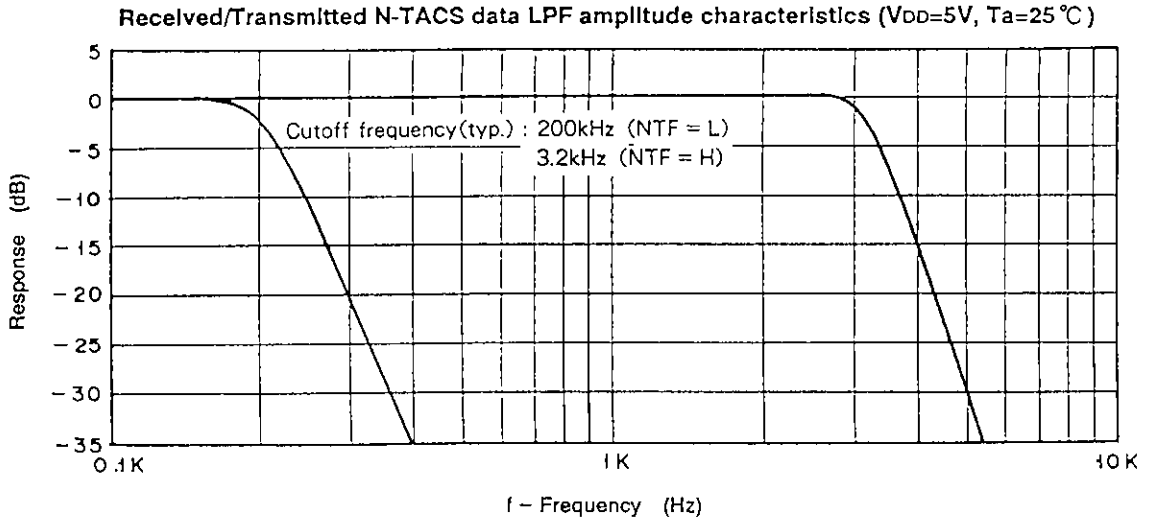 Received/Transmitted N-TACS data LPF amplitude characteristics (VDD=5V, Ta=25℃)
5
0
Cutoff frequency(typ.) : 200kHz (NTF = L)
3.2kHz (NTF = H)
-5
-10
-15
-20
-25
-30
-35
Response (dB)
0.1K 1K 10K
f - Frequency (Hz)